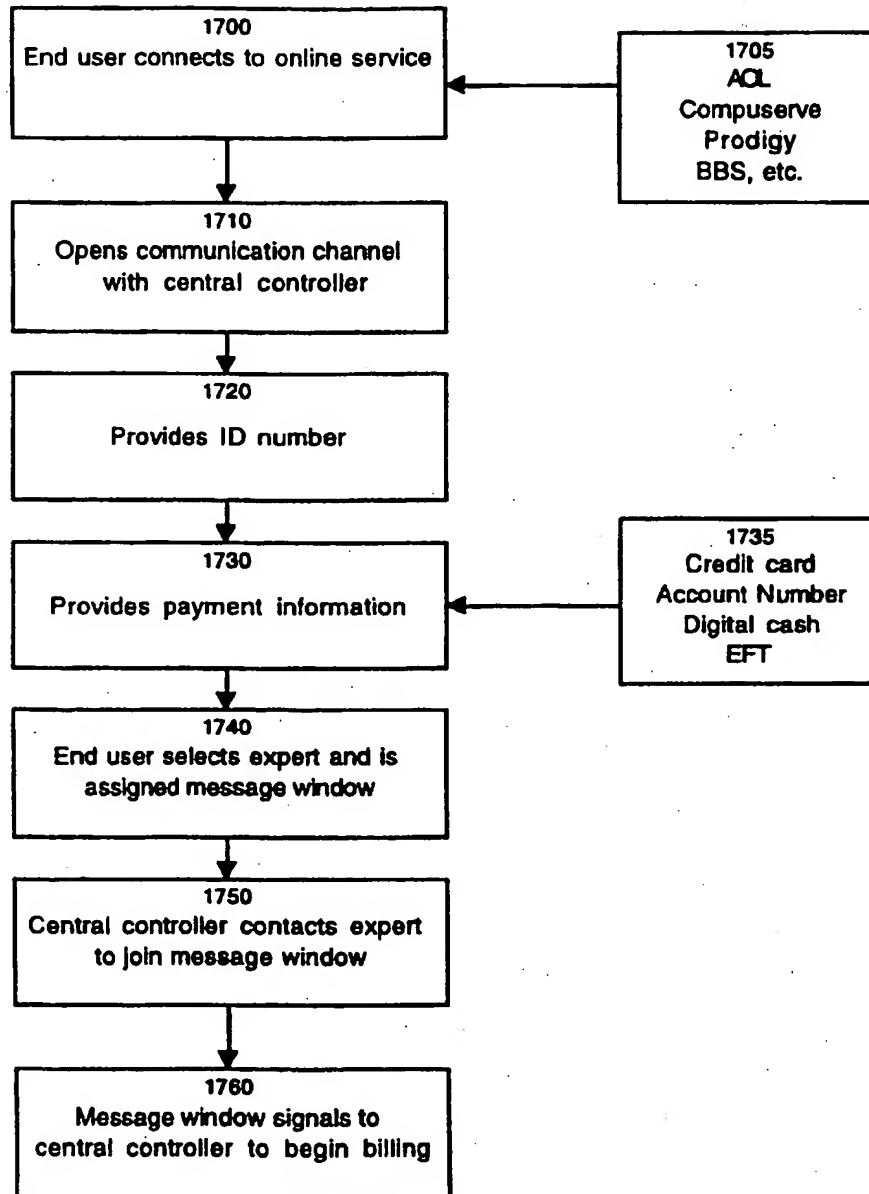 1700
End user connects to online service
1705
AOL
Compuserve
Prodigy
BBS, etc.
1710
Opens communication channel
with central controller
1720
Provides ID number
1730
Provides payment information
1735
Credit card
Account Number
Digital cash
EFT
1740
End user selects expert and is
assigned message window
1750
Central controller contacts expert
to join message window
1760
Message window signals to
central controller to begin billing